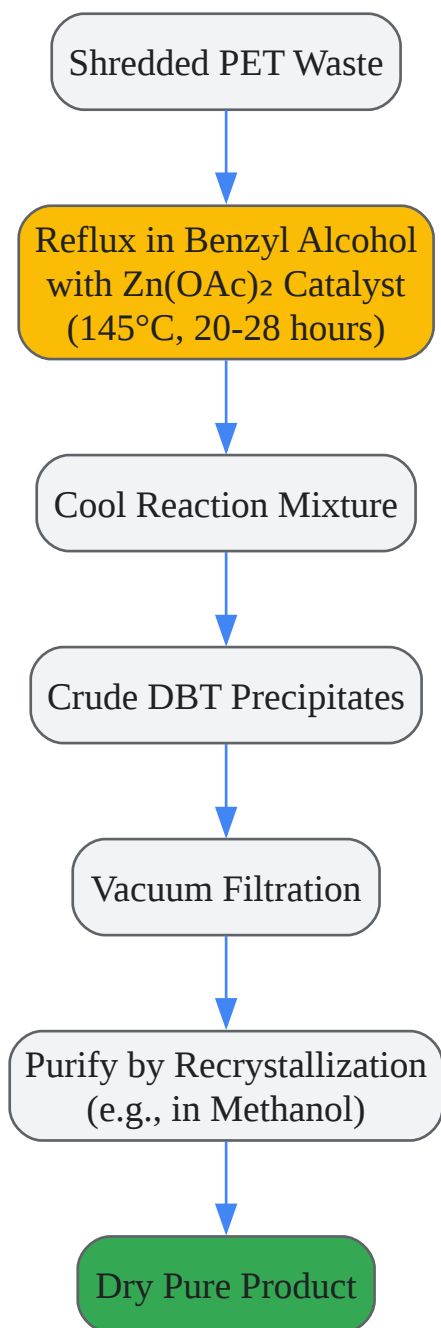 Shredded PET Waste
Reflux in Benzyl Alcohol
with Zn(OAc)₂ Catalyst
(145°C, 20-28 hours)
Cool Reaction Mixture
Crude DBT Precipitates
Vacuum Filtration
Purify by Recrystallization
(e.g., in Methanol)
Dry Pure Product